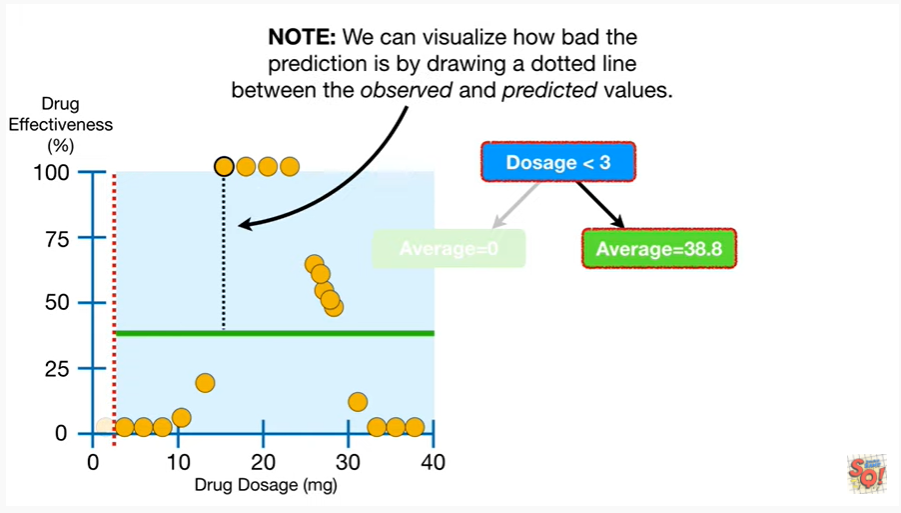 NOTE: We can visualize how bad the
prediction is by drawing a dotted line
between the observed and predicted values.
Drug
Effectiveness
(%)
100
75
50
25
0
0
10
20
30
40
Drug Dosage (mg)
Dosage < 3
Average=0
Average=38.8
SQ!